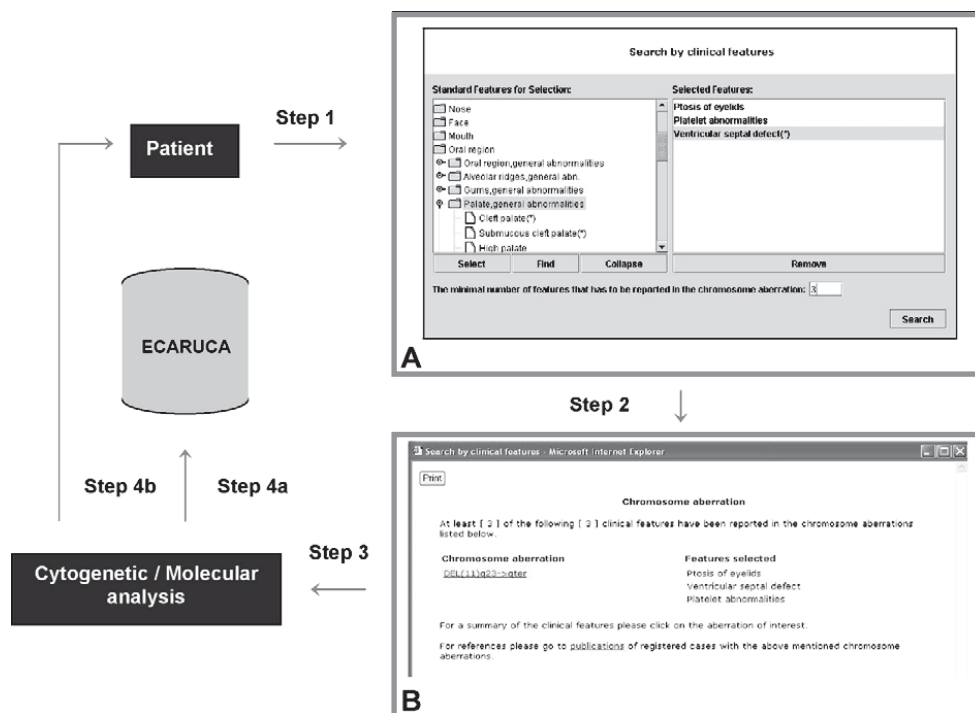 Patient
Step 1
Search by clinical features
Standard Features for Selection:
Nose
Face
Mouth
Oral region
Oral region,general abnormalities
Alveolar ridges,general abn.
Gums,general abnormalities
Palate,general abnormalities
Cleft palate(*)
Submucous cleft palate(*)
High palate
Select Find Collapse
Selected Features:
Ptosis of eyelids
Platelet abnormalities
Ventricular septal defect(*)
Remove
The minimal number of features that has to be reported in the chromosome aberration: 3
Search
A
ECARUCA
Step 2
Search by clinical features - Microsoft Internet Explorer
Print
Chromosome aberration
At least [ 3 ] of the following [ 3 ] clinical features have been reported in the chromosome aberrations
listed below.
Chromosome aberration
DEL(11)q23->qter
Features selected
Ptosis of eyelids
Ventricular septal defect
Platelet abnormalities
For a summary of the clinical features please click on the aberration of interest.
For references please go to publications of registered cases with the above mentioned chromosome
aberrations.
B
Step 3
Cytogenetic / Molecular
analysis
Step 4b
Step 4a